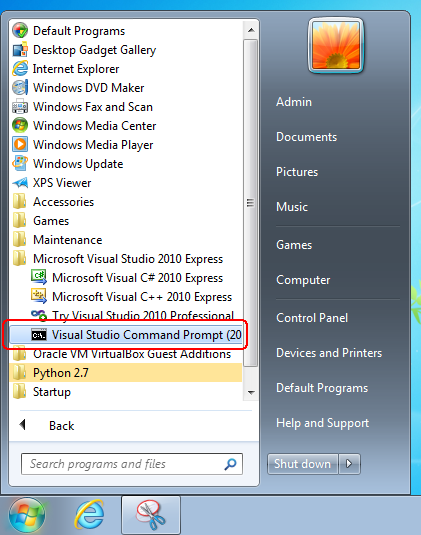 Default Programs
Desktop Gadget Gallery
Internet Explorer
Windows DVD Maker
Windows Fax and Scan
Windows Media Center
Windows Media Player
Windows Update
XPS Viewer
Accessories
Games
Maintenance
Microsoft Visual Studio 2010 Express
Microsoft Visual C# 2010 Express
Microsoft Visual C++ 2010 Express
Try Visual Studio 2010 Professional
C:\.
Visual Studio Command Prompt (20
Oracle VM VirtualBox Guest Additions
Python 2.7
Startup
Back
Search programs and files
Admin
Documents
Pictures
Music
Games
Computer
Control Panel
Devices and Printers
Default Programs
Help and Support
Shut down